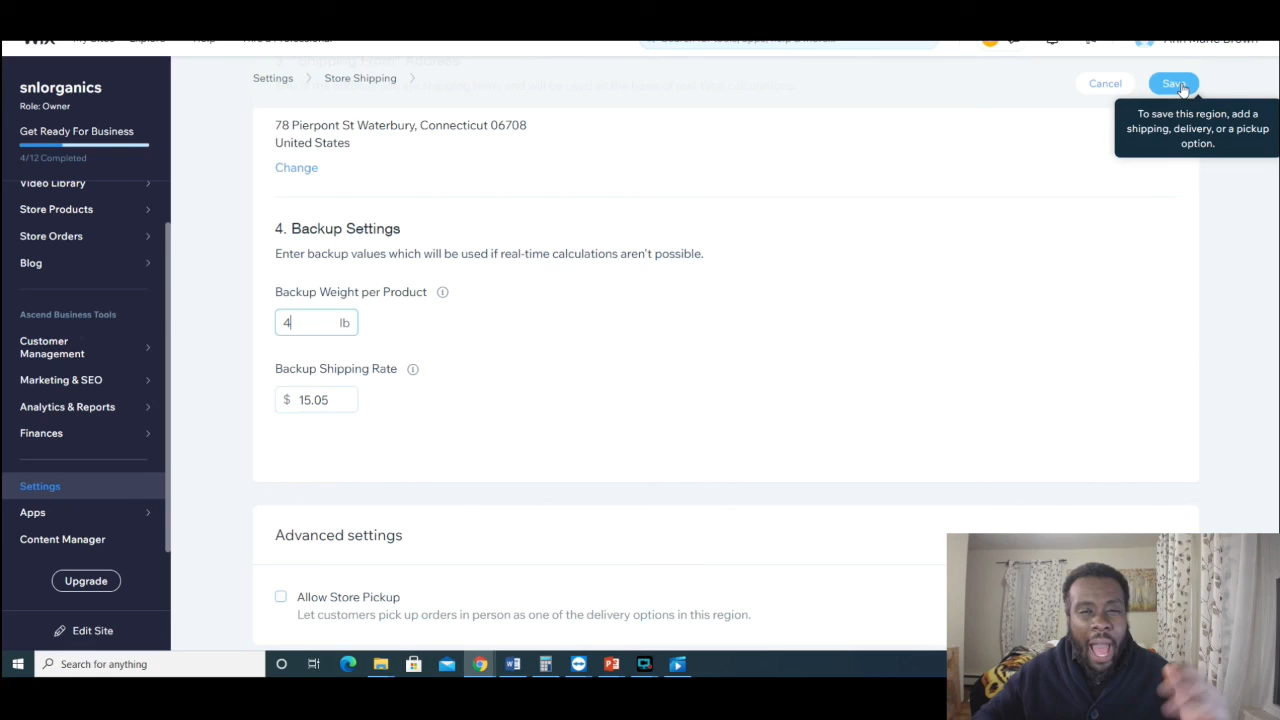 Settings
Store Shipping
Cancel
Save
To save this region, add a
shipping, delivery, or a pickup
option.
snlorganics
Role: Owner
Get Ready For Business
4/12 Completed
Video Library
Store Products
Store Orders
Blog
Ascend Business Tools
Customer
Management
Marketing & SEO
Analytics & Reports
Finances
Settings
Apps
Content Manager
Upgrade
Edit Site
78 Pierpont St Waterbury, Connecticut 06708
United States
Change
4. Backup Settings
Enter backup values which will be used if real-time calculations aren't possible.
Backup Weight per Product
4 lb
Backup Shipping Rate
$ 15.05
Advanced settings
Allow Store Pickup
Let customers pick up orders in person as one of the delivery options in this region.
Search for anything